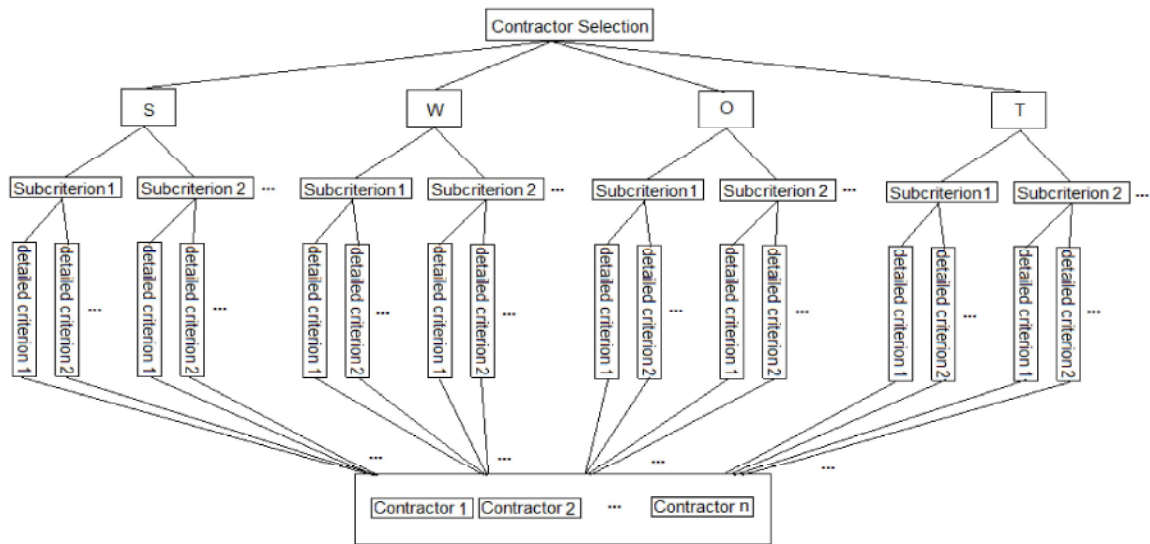 Contractor Selection
S
W
O
T
Subcriterion 1
Subcriterion 2
...
Subcriterion 1
Subcriterion 2
...
Subcriterion 1
Subcriterion 2
...
Subcriterion 1
Subcriterion 2
...
detailed criterion 1
detailed criterion 2
...
detailed criterion 1
detailed criterion 2
...
detailed criterion 1
detailed criterion 2
...
detailed criterion 1
detailed criterion 2
...
detailed criterion 1
detailed criterion 2
...
detailed criterion 1
detailed criterion 2
...
detailed criterion 1
detailed criterion 2
...
detailed criterion 1
detailed criterion 2
...
...
...
...
...
Contractor 1
Contractor 2
...
Contractor n